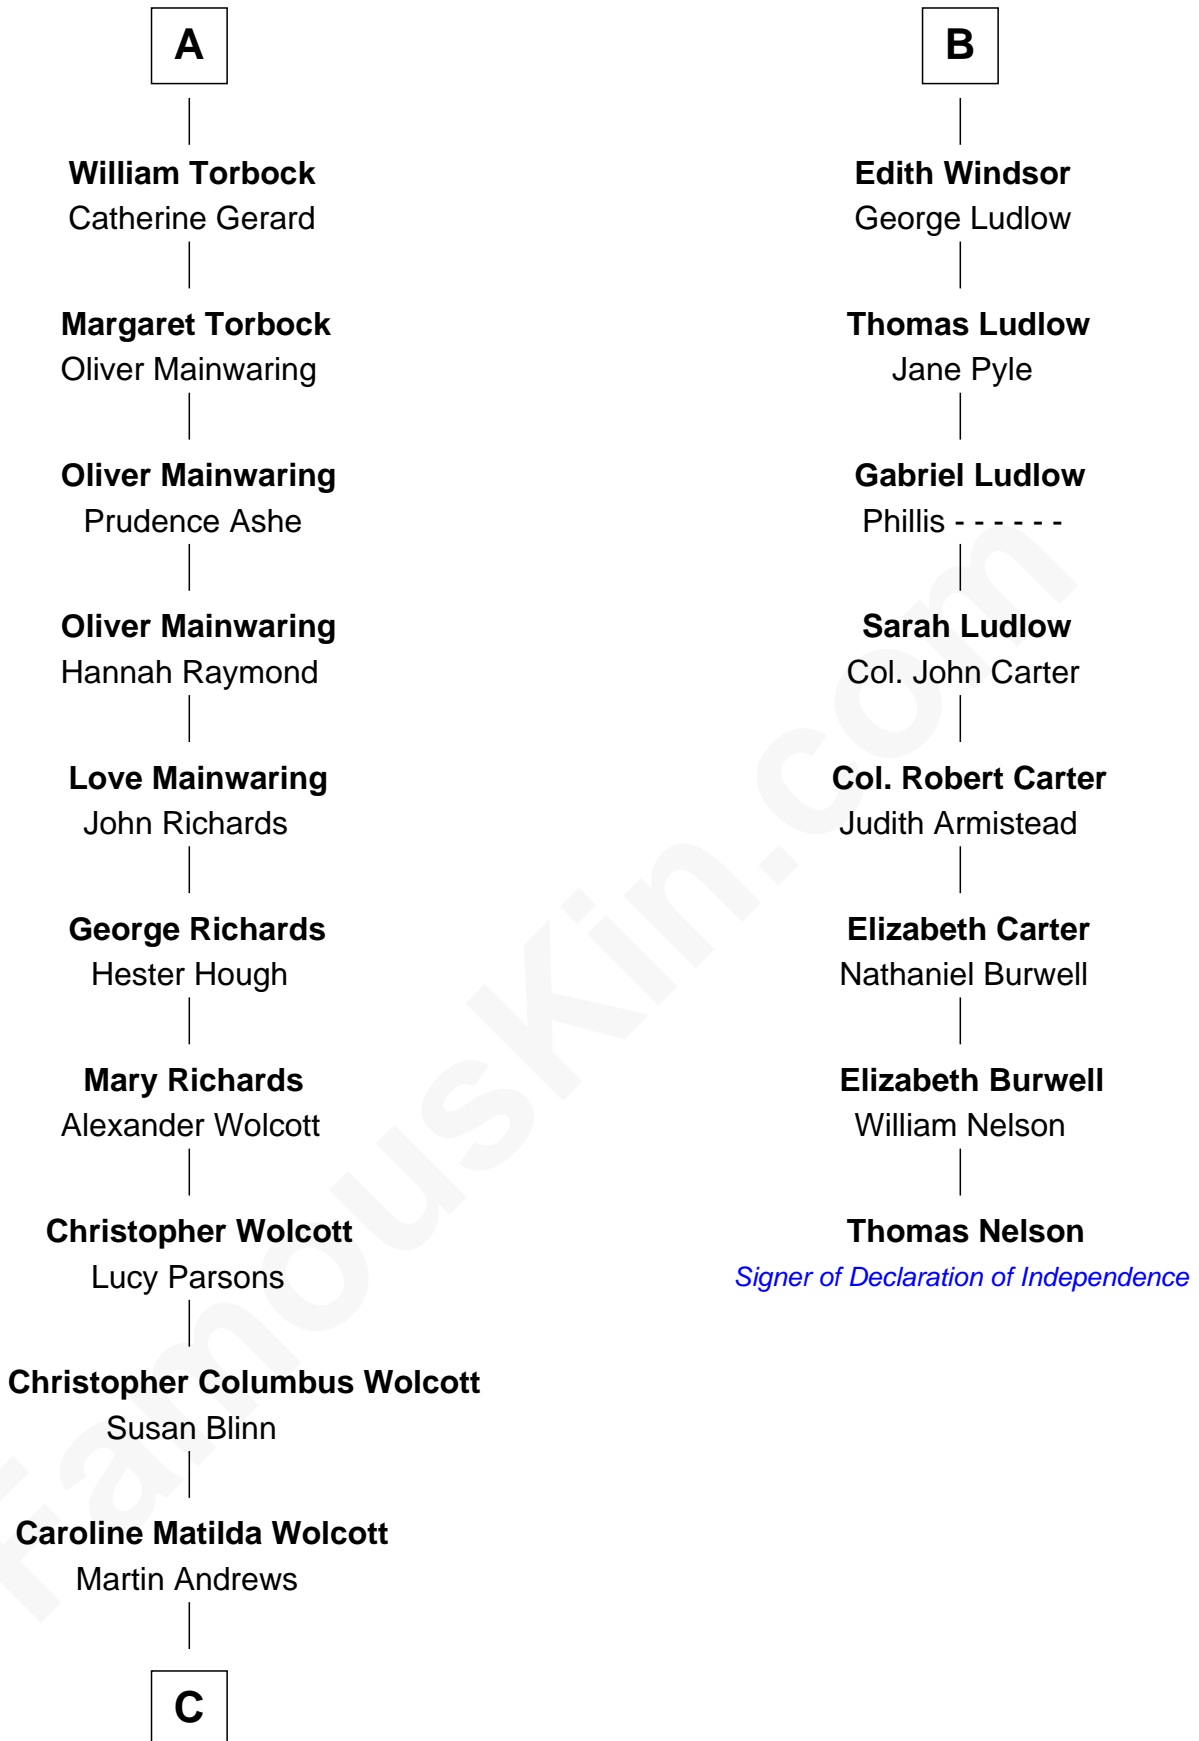 A
William Torbock
Catherine Gerard
Margaret Torbock
Oliver Mainwaring
Oliver Mainwaring
Prudence Ashe
Oliver Mainwaring
Hannah Raymond
Love Mainwaring
John Richards
George Richards
Hester Hough
Mary Richards
Alexander Wolcott
Christopher Wolcott
Lucy Parsons
Christopher Columbus Wolcott
Susan Blinn
Caroline Matilda Wolcott
Martin Andrews
C
B
Edith Windsor
George Ludlow
Thomas Ludlow
Jane Pyle
Gabriel Ludlow
Phillis - - - - - -
Sarah Ludlow
Col. John Carter
Col. Robert Carter
Judith Armistead
Elizabeth Carter
Nathaniel Burwell
Elizabeth Burwell
William Nelson
Thomas Nelson
Signer of Declaration of Independence
FamousKin.com